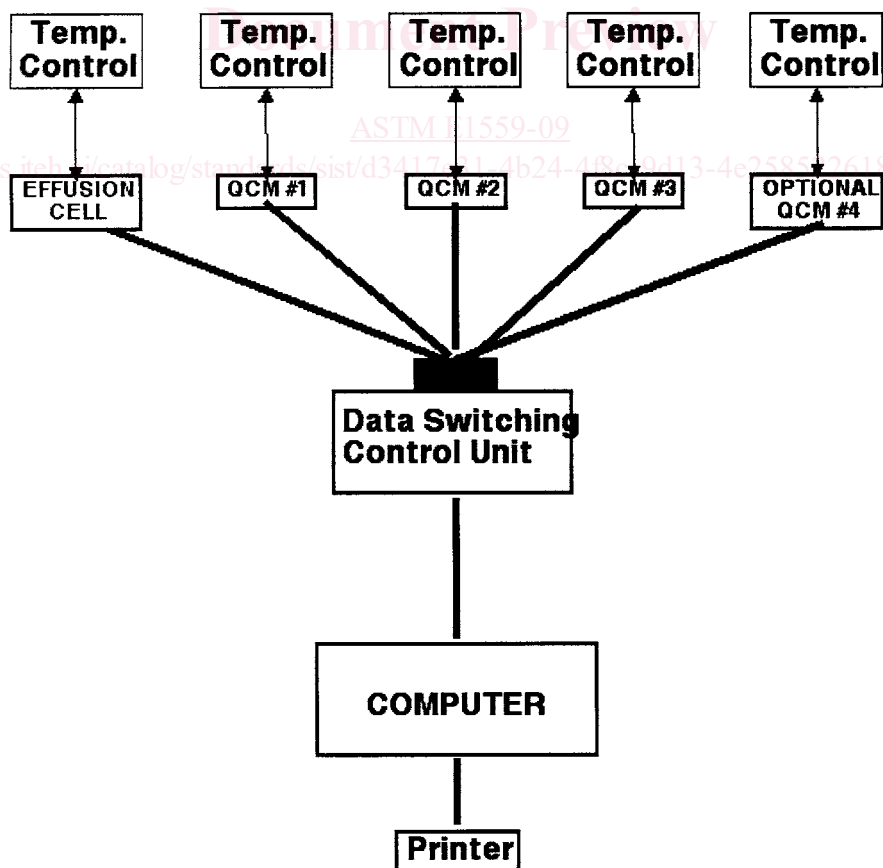 Document Preview
Temp. Control
Temp. Control
Temp. Control
Temp. Control
Temp. Control
ASTM E1559-09
EFFUSION
CELL
QCM #1
QCM #2
QCM #3
OPTIONAL
QCM #4
Data Switching
Control Unit
COMPUTER
Printer